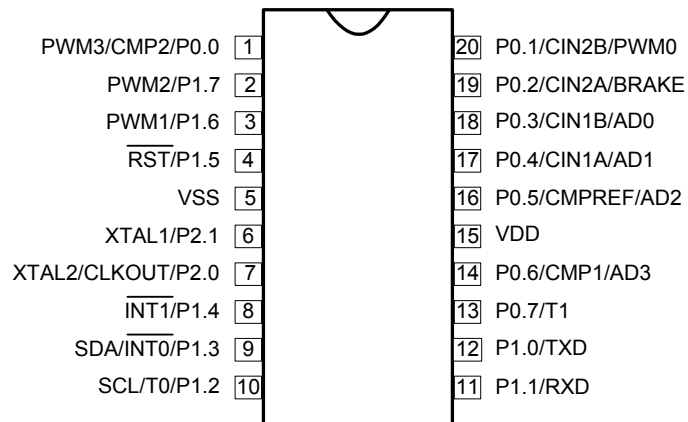 PWM3/CMP2/P0.0 1 20 P0.1/CIN2B/PWM0
PWM2/P1.7 2 19 P0.2/CIN2A/BRAKE
PWM1/P1.6 3 18 P0.3/CIN1B/AD0
RST/P1.5 4 17 P0.4/CIN1A/AD1
VSS 5 16 P0.5/CMPREF/AD2
XTAL1/P2.1 6 15 VDD
XTAL2/CLKOUT/P2.0 7 14 P0.6/CMP1/AD3
INT1/P1.4 8 13 P0.7/T1
SDA/INT0/P1.3 9 12 P1.0/TXD
SCL/T0/P1.2 10 11 P1.1/RXD